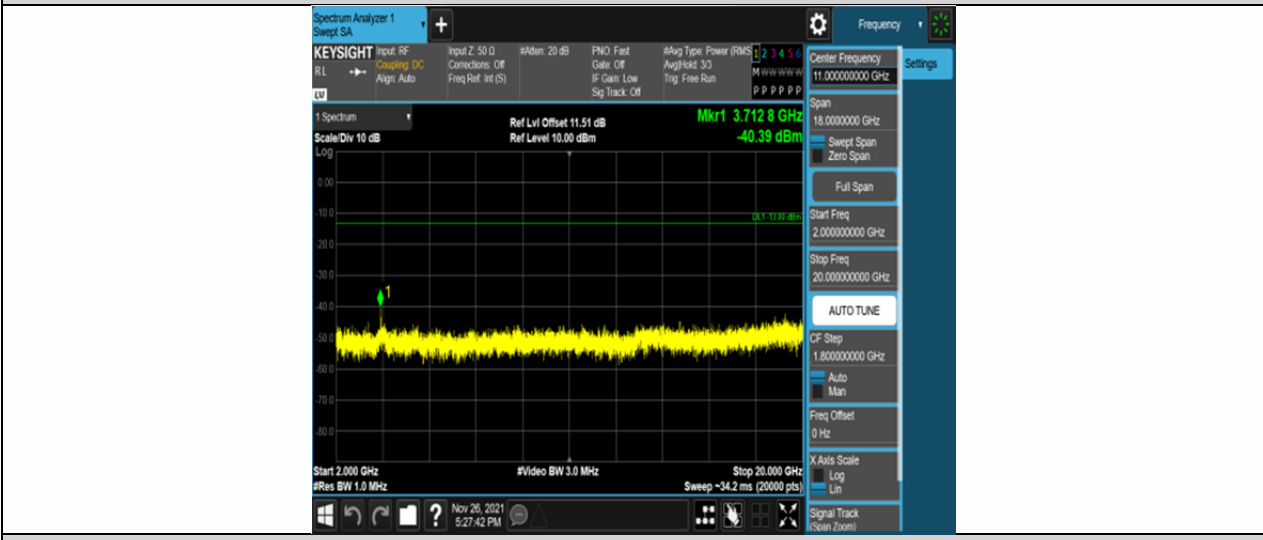 Spectrum Analyzer 1
Swept SA
+
Frequency
KEYSIGHT
RL
LXI
Input: RF
Coupling: DC
Align: Auto
Input Z: 50 Ω
Corrections: Off
Freq Ref: Int (S)
#Atten: 20 dB
PNO: Fast
Gate: Off
IF Gain: Low
Sig Track: Off
#Avg Type: Power (RMS
Avg|Hold: 3/3
Trig: Free Run
1 2 3 4 5 6
M W W W W W
P P P P P P
Center Frequency
11.000000000 GHz
Settings
Span
18.0000000 GHz
Swept Span
Zero Span
Full Span
Start Freq
2.000000000 GHz
Stop Freq
20.000000000 GHz
AUTO TUNE
CF Step
1.800000000 GHz
Auto
Man
Freq Offset
0 Hz
X Axis Scale
Log
Lin
Signal Track
(Span Zoom)
1 Spectrum
Scale/Div 10 dB
Log
Ref Lvl Offset 11.51 dB
Ref Level 10.00 dBm
Mkr1 3.712 8 GHz
-40.39 dBm
0.00
-10.0
DL1 -13.00 dBm
-20.0
-30.0
1
-40.0
-50.0
-60.0
-70.0
-80.0
Start 2.000 GHz
#Res BW 1.0 MHz
#Video BW 3.0 MHz
Stop 20.000 GHz
Sweep ~34.2 ms (20000 pts)
?
Nov 26, 2021
5:27:42 PM